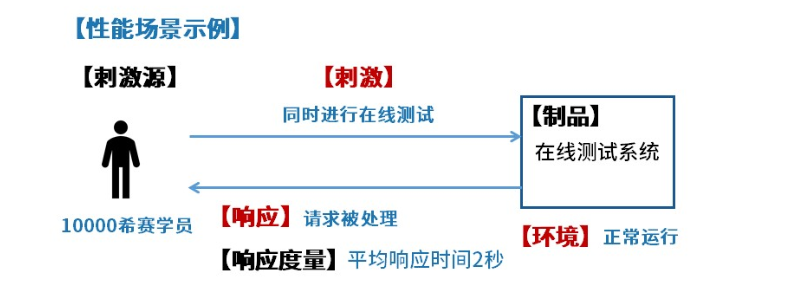 【性能场景示例】
【刺激源】
【刺激】
同时进行在线测试
【制品】
在线测试系统
10000希赛学员
【响应】 请求被处理
【环境】 正常运行
【响应度量】 平均响应时间2秒